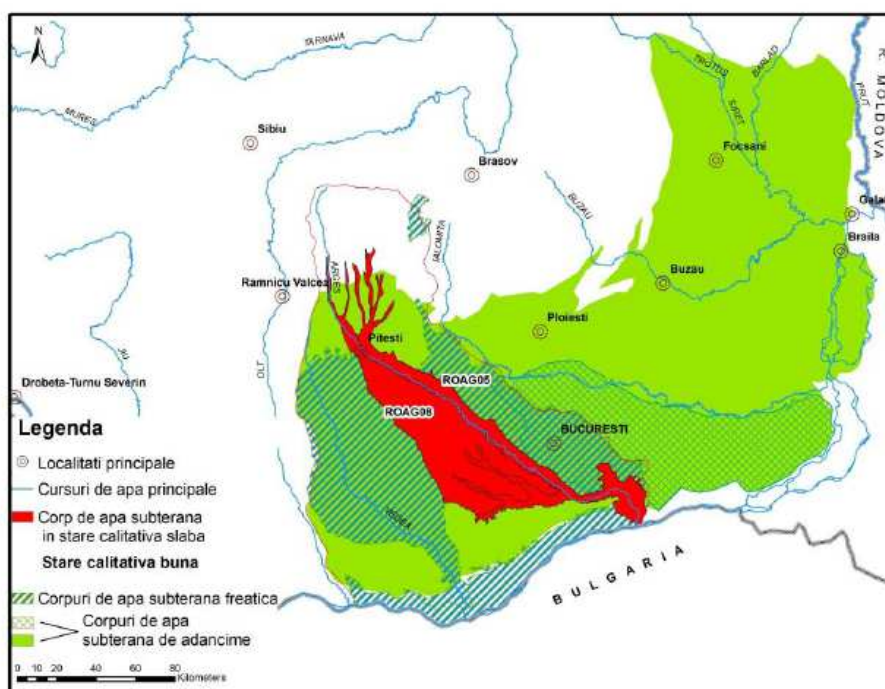 N
TARNAVA
MURES
TROTUS
BARLAD
SIRET
PRUT
R. MOLDOVA
Sibiu
Brasov
Focsani
BUZAU
IALOMITA
Galati
Braila
Ramnicu Valcea
ARGES
Buzau
Ploiesti
Pitesti
JIU
OLT
Drobeta-Turnu Severin
ROAG05
ROAG08
BUCURESTI
VEDEA
BULGARIA
Legenda
Localitati principale
Cursuri de apa principale
Corp de apa subterana
in stare calitativa slaba
Stare calitativa buna
Corpuri de apa subterana freatica
Corpuri de apa
subterana de adancime
0 10 20 40 60 80
Kilometers